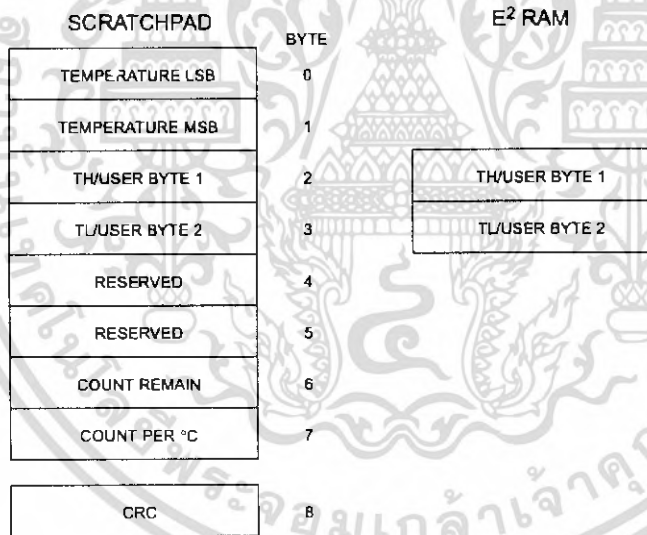 SCRATCHPAD
BYTE
E² RAM
TEMPERATURE LSB 0
TEMPERATURE MSB 1
TH/USER BYTE 1 2 TH/USER BYTE 1
TL/USER BYTE 2 3 TL/USER BYTE 2
RESERVED 4
RESERVED 5
COUNT REMAIN 6
COUNT PER °C 7
CRC 8